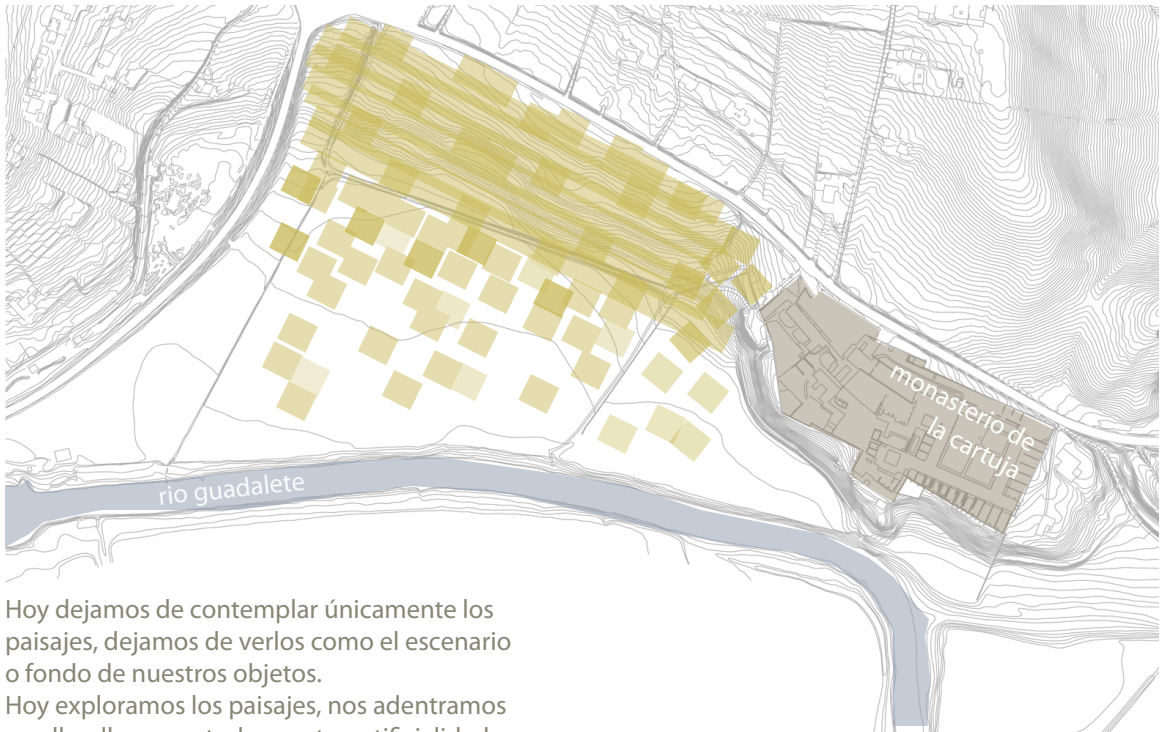 monasterio de
la cartuja
rio guadalete
Hoy dejamos de contemplar únicamente los
paisajes, dejamos de verlos como el escenario
o fondo de nuestros objetos.
Hoy exploramos los paisajes, nos adentramos